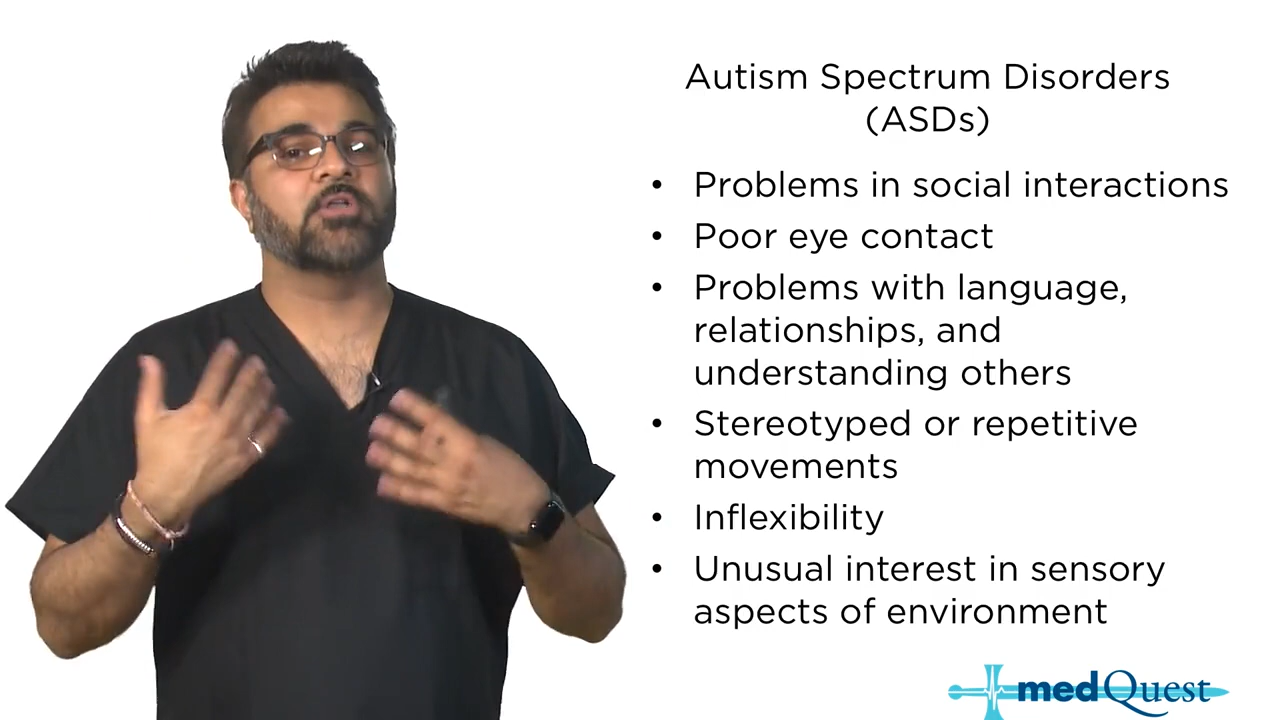 Autism Spectrum Disorders
(ASDs)
• Problems in social interactions
• Poor eye contact
• Problems with language,
relationships, and
understanding others
• Stereotyped or repetitive
movements
• Inflexibility
• Unusual interest in sensory
aspects of environment
medQuest